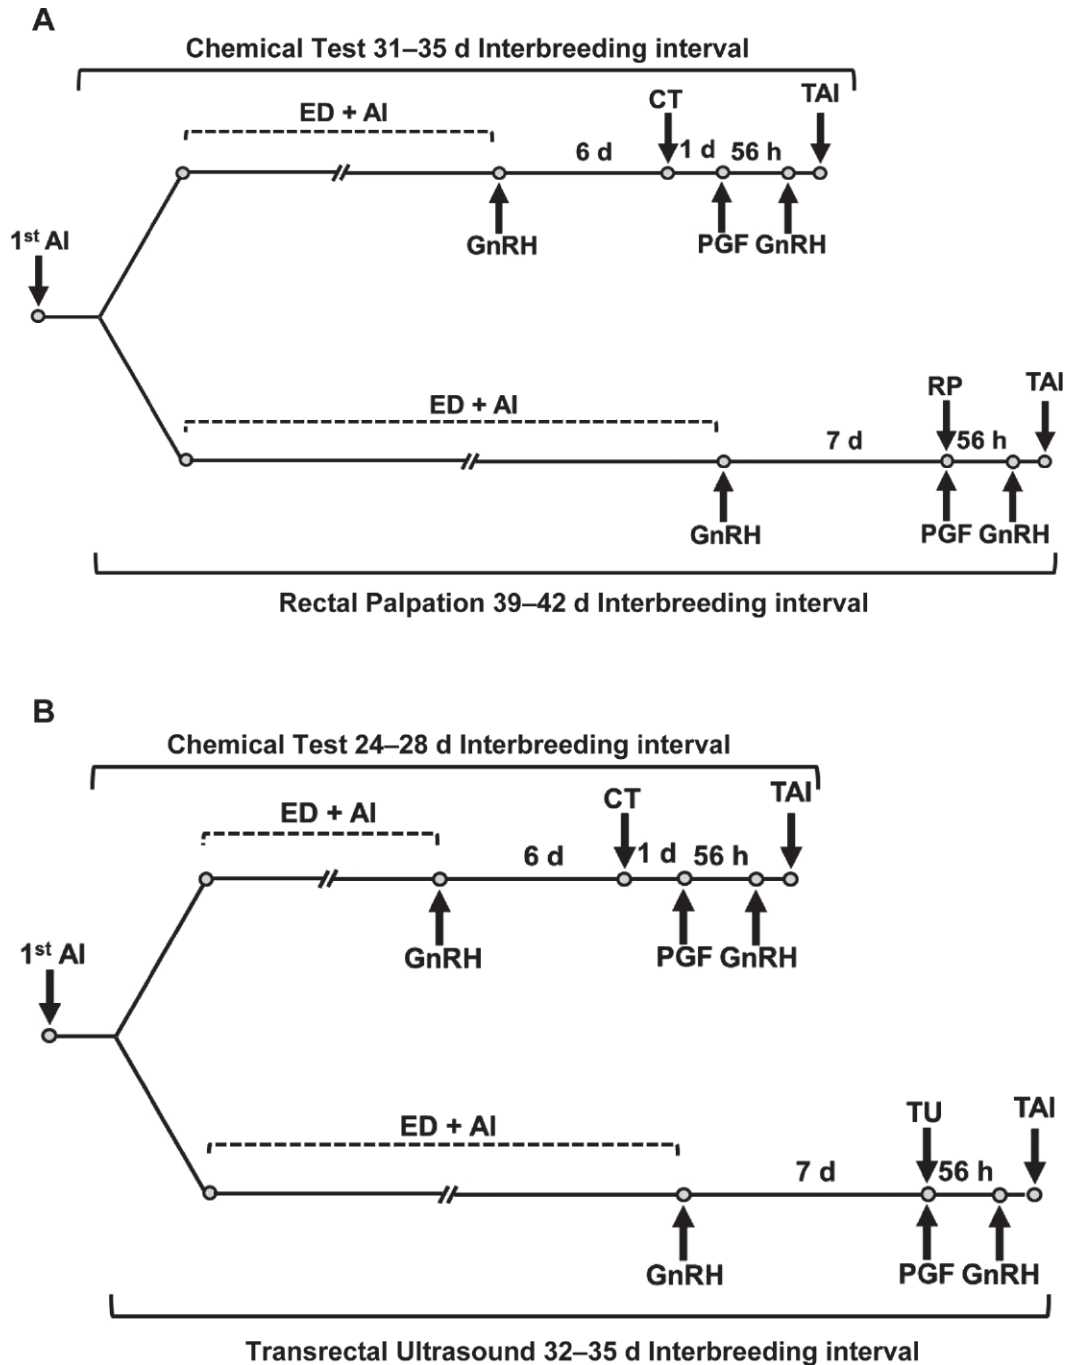 A
Chemical Test 31–35 d Interbreeding interval
ED + AI
CT
TAI
6 d
1 d
56 h
GnRH
PGF
GnRH
1st AI
ED + AI
RP
TAI
7 d
56 h
GnRH
PGF
GnRH
Rectal Palpation 39–42 d Interbreeding interval
B
Chemical Test 24–28 d Interbreeding interval
ED + AI
CT
TAI
6 d
1 d
56 h
GnRH
PGF
GnRH
1st AI
ED + AI
TU
TAI
7 d
56 h
GnRH
PGF
GnRH
Transrectal Ultrasound 32–35 d Interbreeding interval